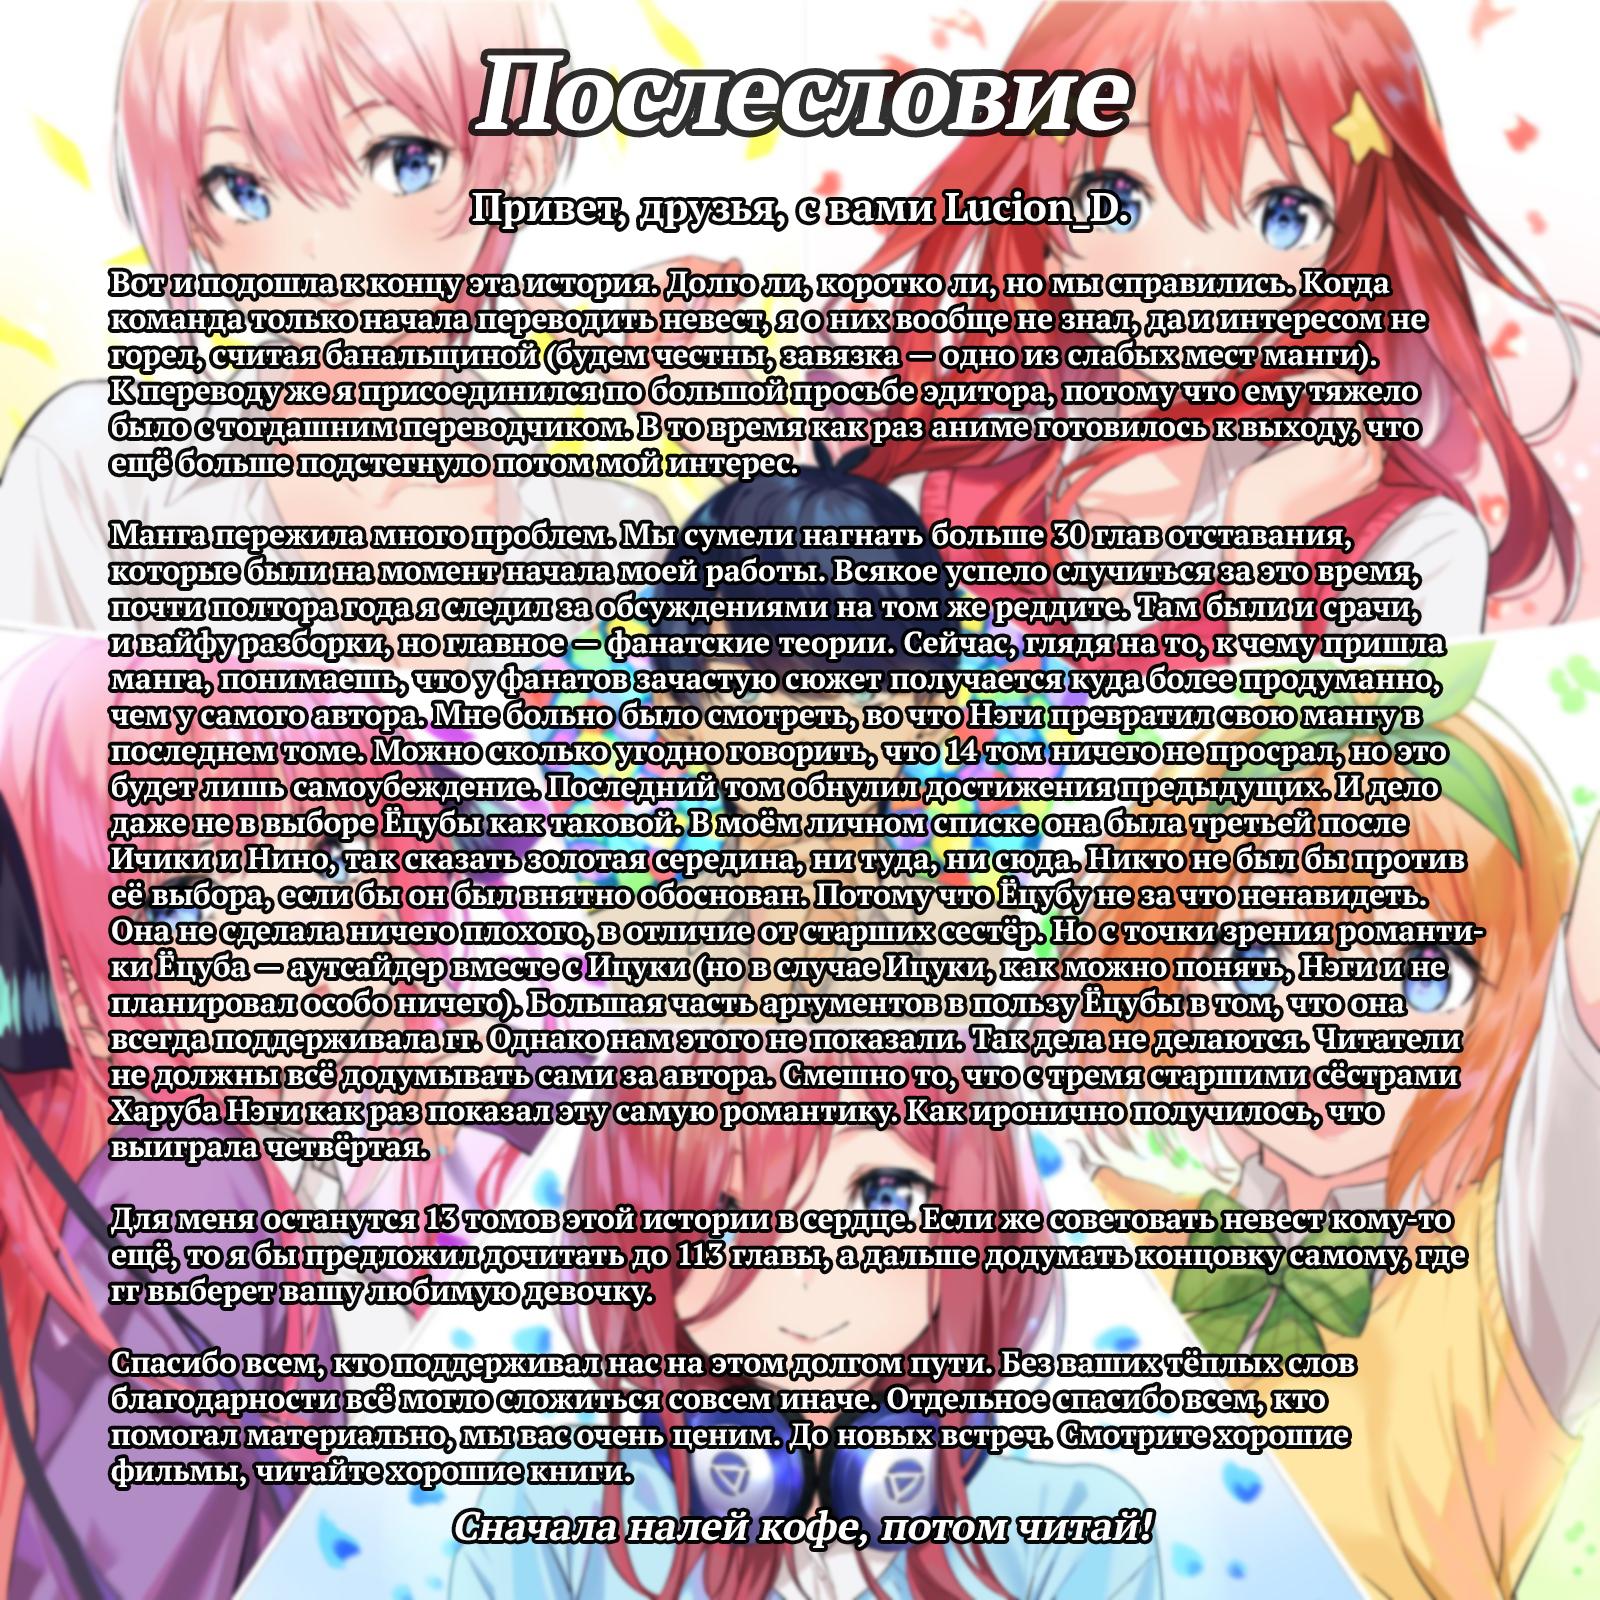 Послесловие
Привет, друзья, с вами Lucion_D.
Вот и подошла к концу эта история. Долго ли, коротко ли, но мы справились. Когда
команда только начала переводить невест, я о них вообще не знал, да и интересом не
горел, считая банальщиной (будем честны, завязка — одно из слабых мест манги).
К переводу же я присоединился по большой просьбе эдитора, потому что ему тяжело
было с тогдашним переводчиком. В то время как раз аниме готовилось к выходу, что
ещё больше подстегнуло потом мой интерес.
Манга пережила много проблем. Мы сумели нагнать больше 30 глав отставания,
которые были на момент начала моей работы. Всякое успело случиться за это время,
почти полтора года я следил за обсуждениями на том же реддите. Там были и срачи,
и вайфу разборки, но главное — фанатские теории. Сейчас, глядя на то, к чему пришла
манга, понимаешь, что у фанатов зачастую сюжет получается куда более продуманно,
чем у самого автора. Мне больно было смотреть, во что Нэги превратил свою мангу в
последнем томе. Можно сколько угодно говорить, что 14 том ничего не просрал, но это
будет лишь самоубеждение. Последний том обнулил достижения предыдущих. И дело
даже не в выборе Ёцубы как таковой. В моём личном списке она была третьей после
Ичики и Нино, так сказать золотая середина, ни туда, ни сюда. Никто не был бы против
её выбора, если бы он был внятно обоснован. Потому что Ёцубу не за что ненавидеть.
Она не сделала ничего плохого, в отличие от старших сестёр. Но с точки зрения романти-
ки Ёцуба — аутсайдер вместе с Ицуки (но в случае Ицуки, как можно понять, Нэги и не
планировал особо ничего). Большая часть аргументов в пользу Ёцубы в том, что она
всегда поддерживала гг. Однако нам этого не показали. Так дела не делаются. Читатели
не должны всё додумывать сами за автора. Смешно то, что с тремя старшими сёстрами
Харуба Нэги как раз показал эту самую романтику. Как иронично получилось, что
выиграла четвёртая.
Для меня останутся 13 томов этой истории в сердце. Если же советовать невест кому-то
ещё, то я бы предложил дочитать до 113 главы, а дальше додумать концовку самому, где
гг выберет вашу любимую девочку.
Спасибо всем, кто поддерживал нас на этом долгом пути. Без ваших тёплых слов
благодарности всё могло сложиться совсем иначе. Отдельное спасибо всем, кто
помогал материально, мы вас очень ценим. До новых встреч. Смотрите хорошие
фильмы, читайте хорошие книги.
Сначала налей кофе, потом читай!